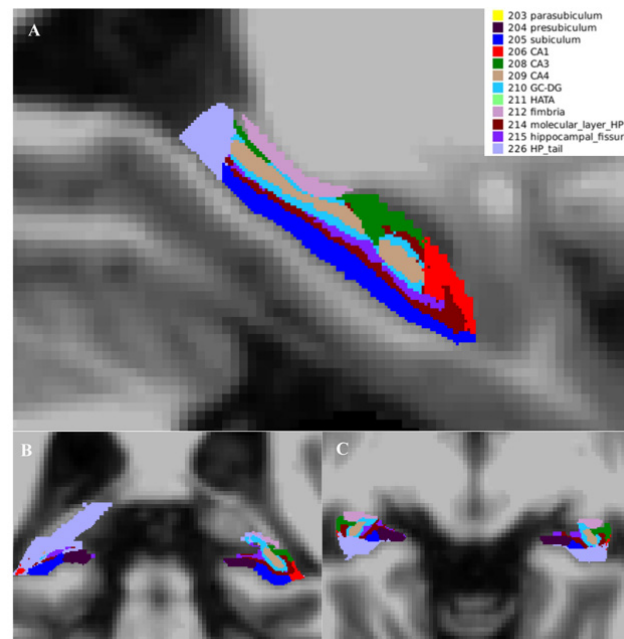 A
203 parasubiculum
204 presubiculum
205 subiculum
206 CA1
208 CA3
209 CA4
210 GC-DG
211 HATA
212 fimbria
214 molecular_layer_HP
215 hippocampal_fissur
226 HP_tail
B
C